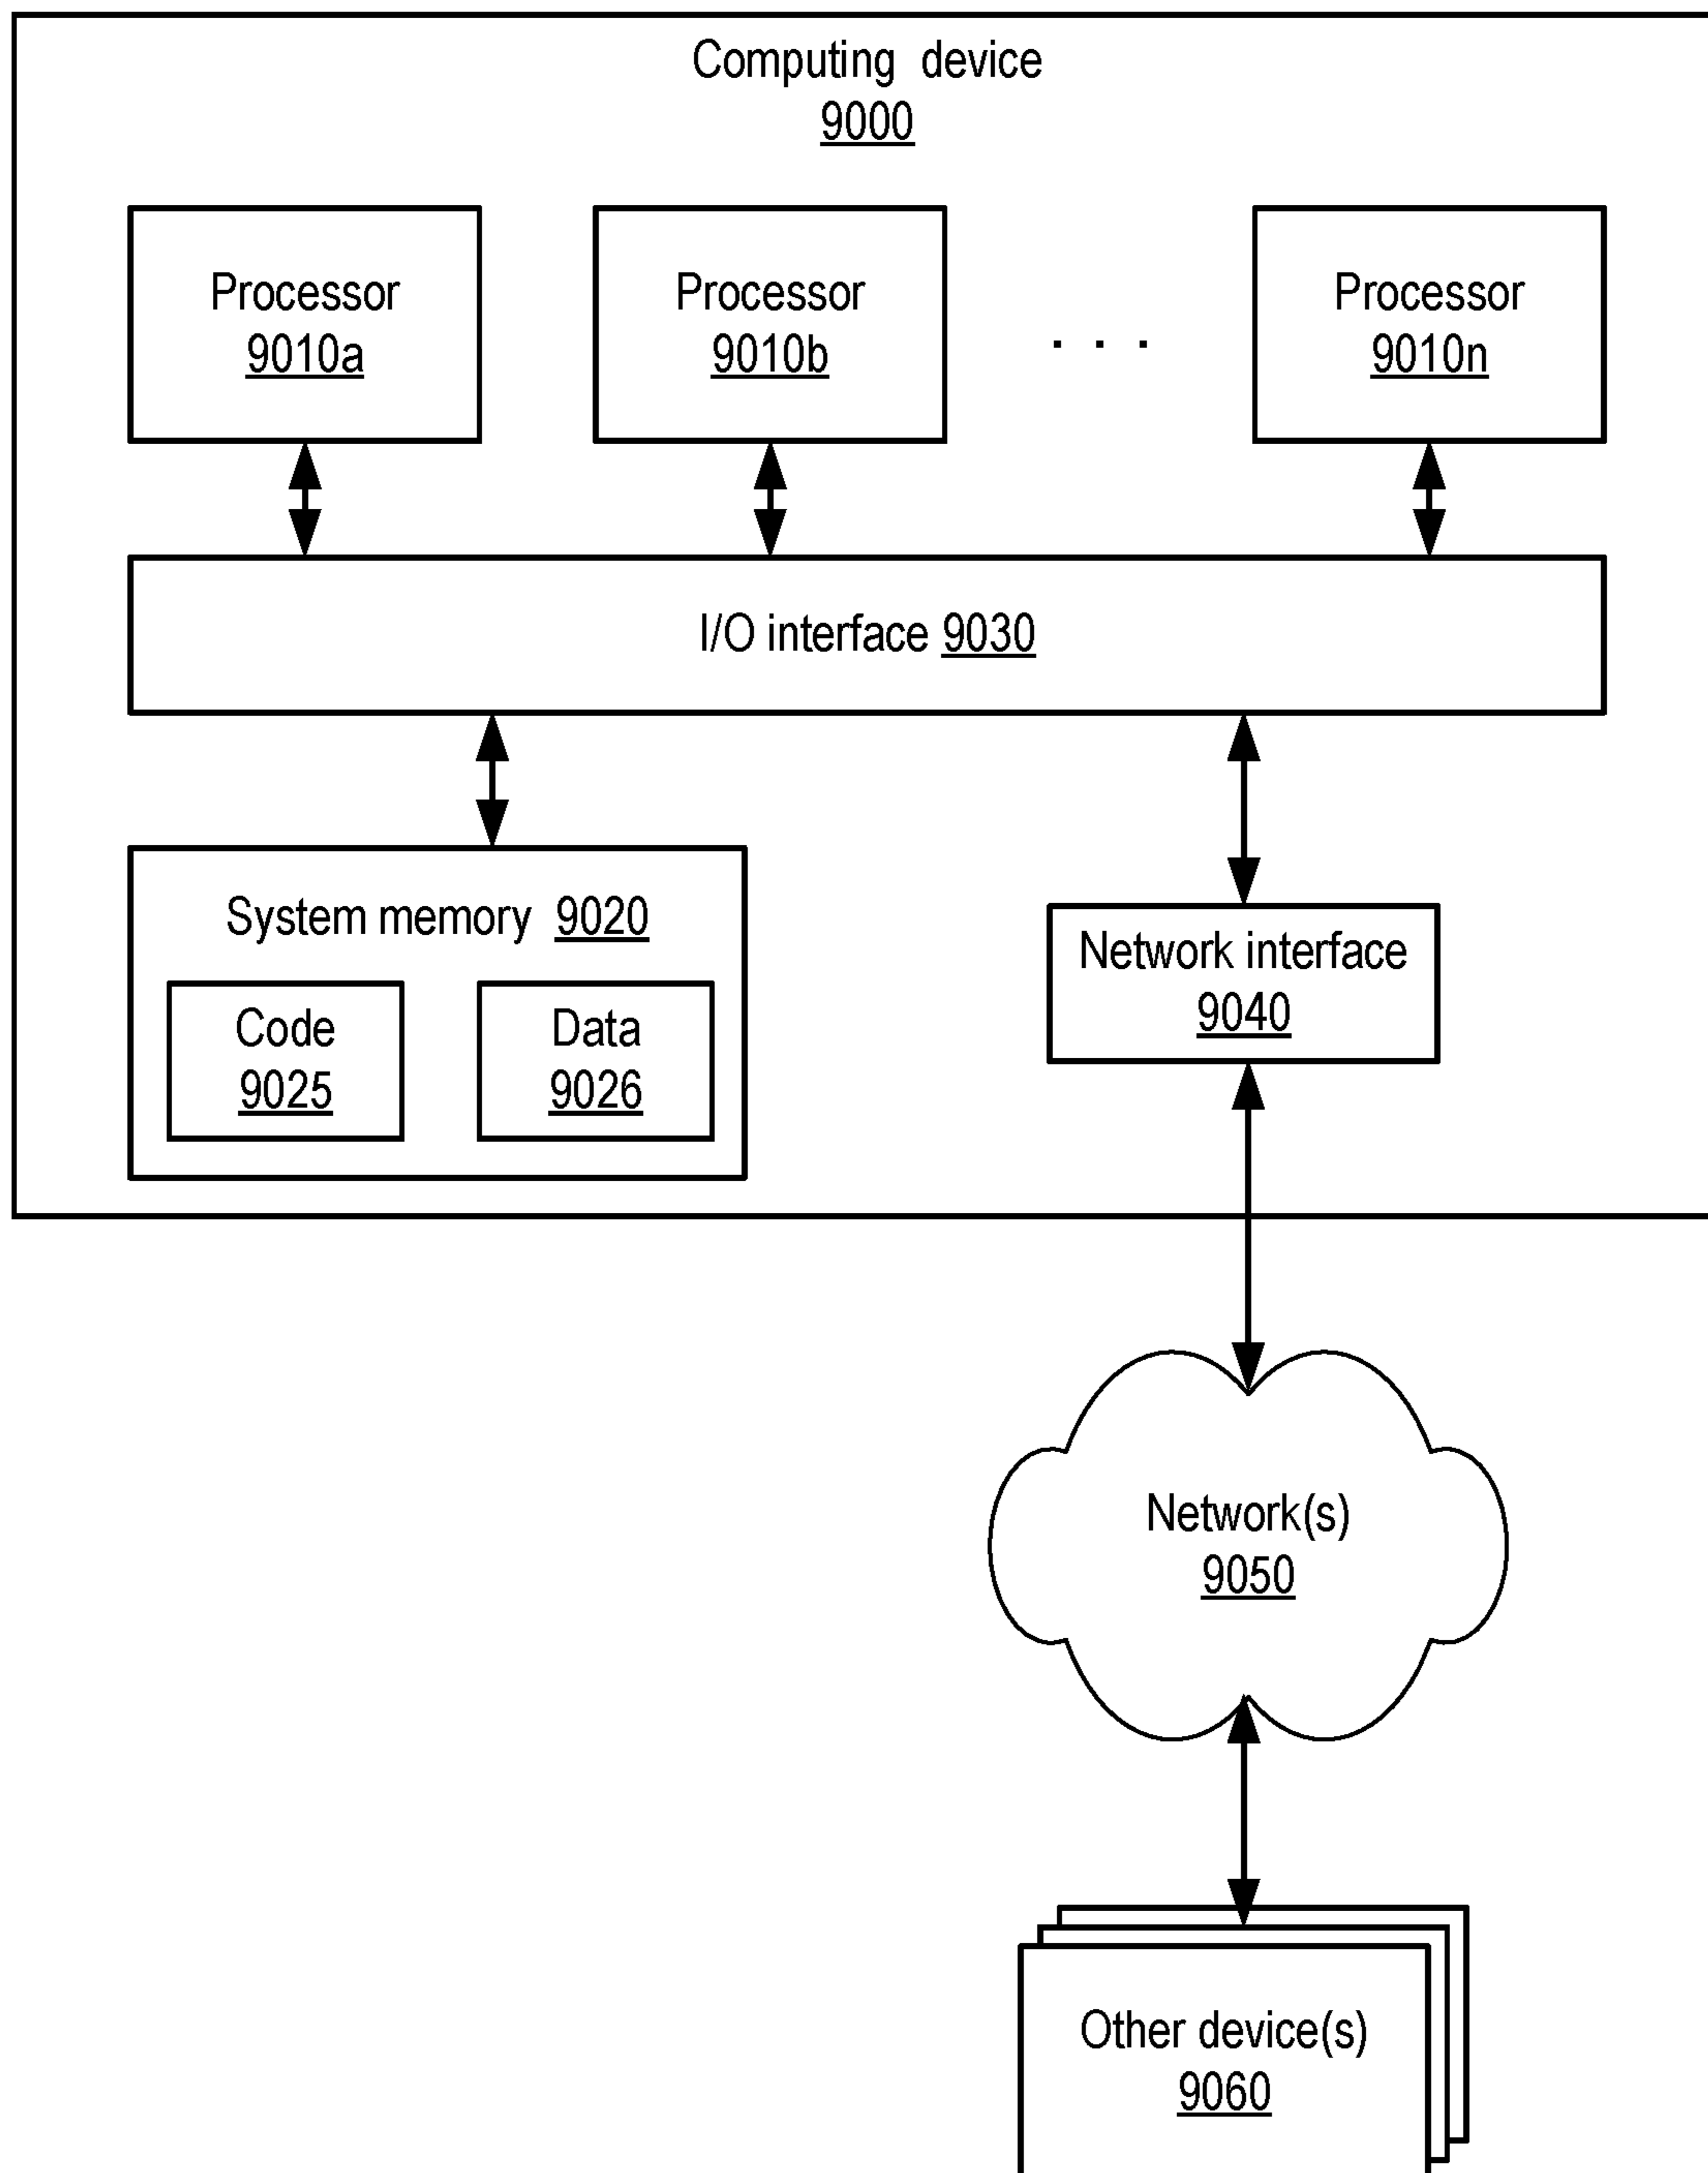 Computing device
9000
Processor
9010a
Processor
9010b
. . .
Processor
9010n
I/O interface 9030
System memory 9020
Code
9025
Data
9026
Network interface
9040
Network(s)
9050
Other device(s)
9060